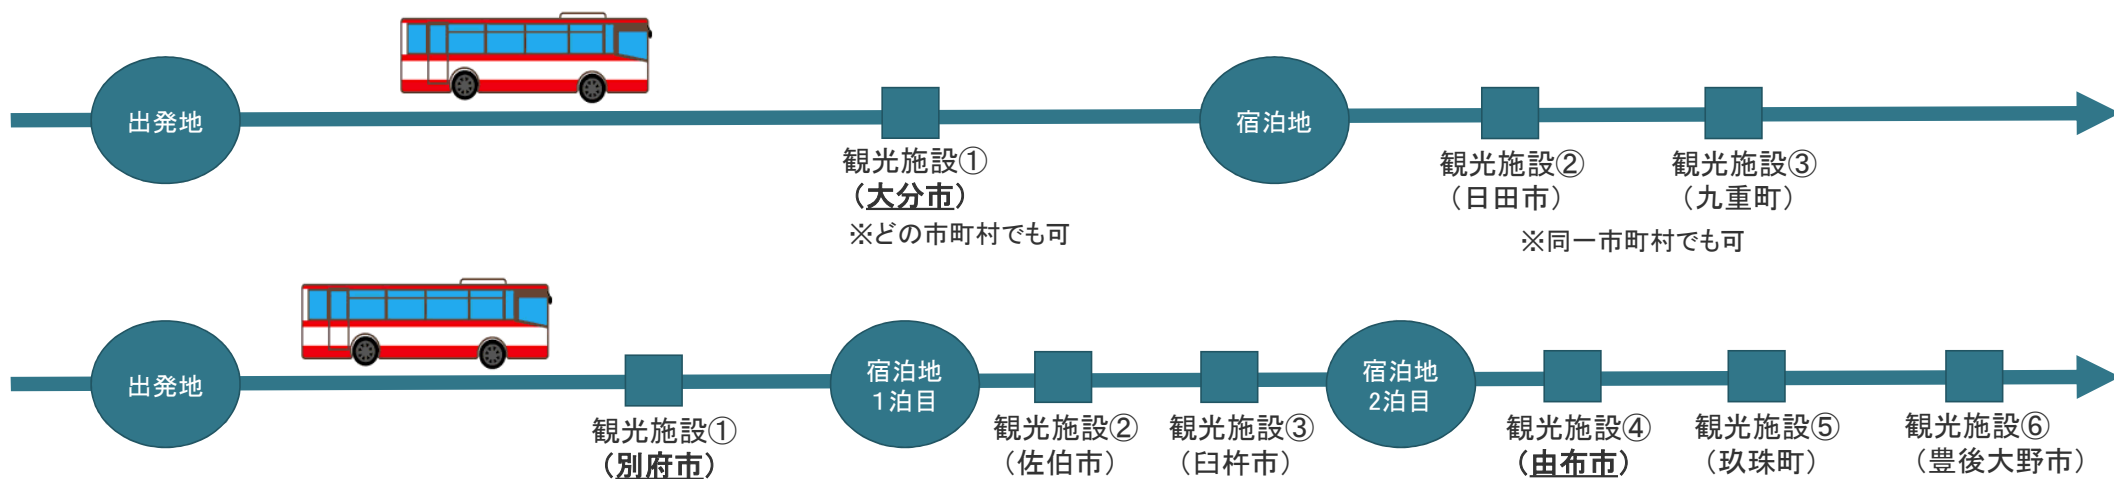 出発地
観光施設①
（大分市）
※どの市町村でも可
宿泊地
観光施設②
（日田市）
観光施設③
（九重町）
※同一市町村でも可
出発地
観光施設①
（別府市）
宿泊地
1泊目
観光施設②
（佐伯市）
観光施設③
（臼杵市）
宿泊地
2泊目
観光施設④
（由布市）
観光施設⑤
（玖珠町）
観光施設⑥
（豊後大野市）